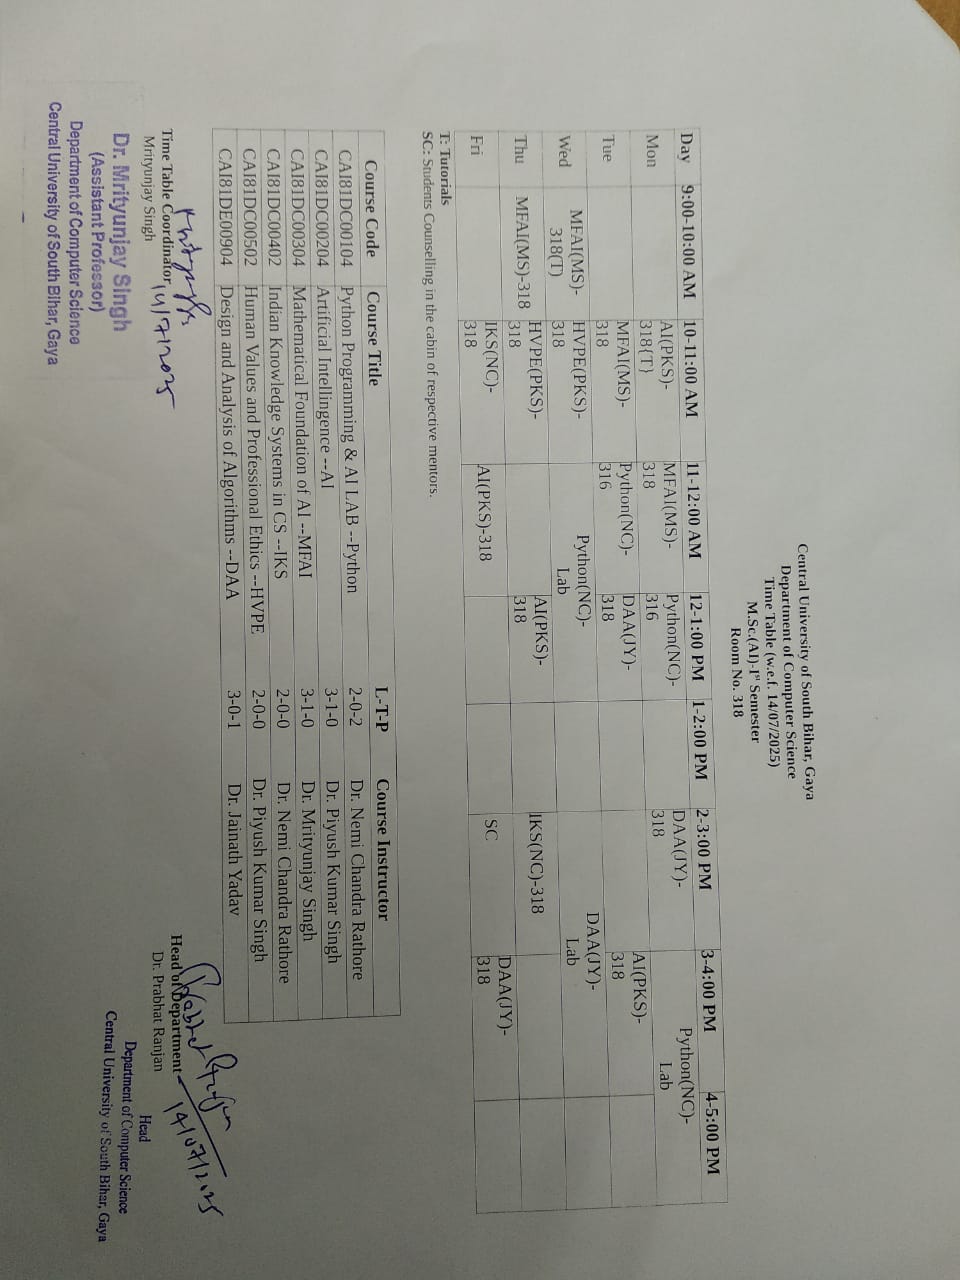 Central University of South Bihar, Gaya
Department of Computer Science
Time Table (w.e.f. 14/07/2025)
M.Sc.(AI)-Iˢᵗ Semester
Room No. 318
Day 9:00-10:00 AM 10-11:00 AM 11-12:00 AM 12-1:00 PM 1-2:00 PM 2-3:00 PM 3-4:00 PM 4-5:00 PM
Mon AI(PKS)- MFAI(MS)- Python(NC)- DAA(JY)- Python(NC)-
318{T} 318 316 318 Lab
Tue MFAI(MS)- Python(NC)- DAA(JY)- AI(PKS)-
318 316 318 318
Wed MFAI(MS)- HVPE(PKS)- Python(NC)- DAA(JY)-
318(T) 318 Lab Lab
Thu MFAI(MS)-318 HVPE(PKS)- AI(PKS)- IKS(NC)-318
318 318
Fri IKS(NC)- AI(PKS)-318 SC DAA(JY)-
318 318
T: Tutorials
SC: Students Counselling in the cabin of respective mentors.
Course Code Course Title L-T-P Course Instructor
CAI81DC00104 Python Programming & AI LAB --Python 2-0-2 Dr. Nemi Chandra Rathore
CAI81DC00204 Artificial Intellingence --AI 3-1-0 Dr. Piyush Kumar Singh
CAI81DC00304 Mathematical Foundation of AI --MFAI 3-1-0 Dr. Mrityunjay Singh
CAI81DC00402 Indian Knowledge Systems in CS --IKS 2-0-0 Dr. Nemi Chandra Rathore
CAI81DC00502 Human Values and Professional Ethics --HVPE 2-0-0 Dr. Piyush Kumar Singh
CAI81DE00904 Design and Analysis of Algorithms --DAA 3-0-1 Dr. Jainath Yadav
14/7/2025
Time Table Coordinator
Mrityunjay Singh
Dr. Mrityunjay Singh
(Assistant Professor)
Department of Computer Science
Central University of South Bihar, Gaya
14/07/2025
Head of Department
Dr. Prabhat Ranjan
Head
Department of Computer Science
Central University of South Bihar, Gaya